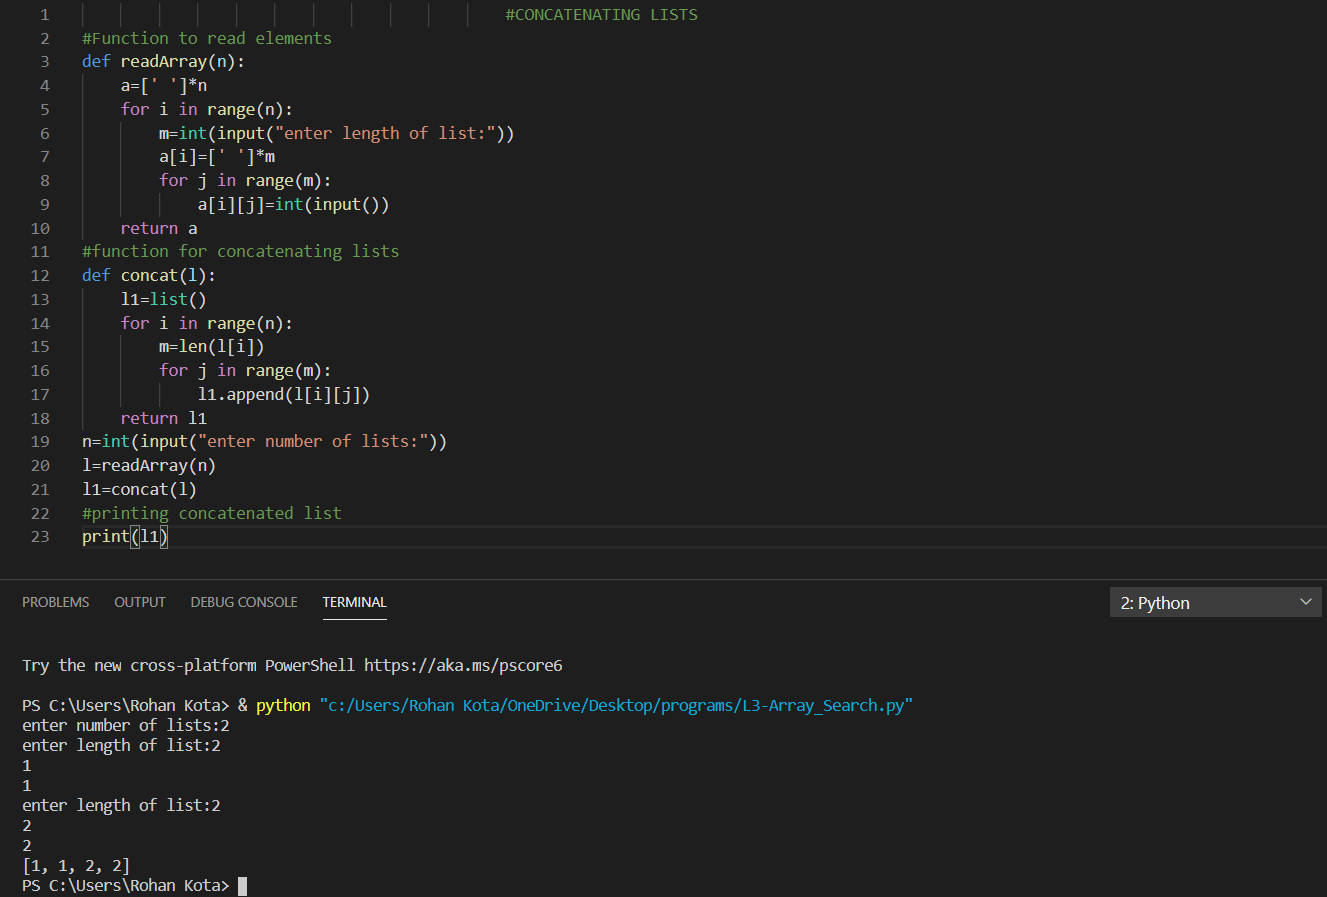 1 #CONCATENATING LISTS
2 #Function to read elements
3 def readArray(n):
4     a=[' ']*n
5     for i in range(n):
6         m=int(input("enter length of list:"))
7         a[i]=[' ']*m
8         for j in range(m):
9             a[i][j]=int(input())
10     return a
11 #function for concatenating lists
12 def concat(l):
13     l1=list()
14     for i in range(n):
15         m=len(l[i])
16         for j in range(m):
17             l1.append(l[i][j])
18     return l1
19 n=int(input("enter number of lists:"))
20 l=readArray(n)
21 l1=concat(l)
22 #printing concatenated list
23 print(l1)
PROBLEMS OUTPUT DEBUG CONSOLE TERMINAL 2: Python
Try the new cross-platform PowerShell https://aka.ms/pscore6
PS C:\Users\Rohan Kota> & python "c:/Users/Rohan Kota/OneDrive/Desktop/programs/L3-Array_Search.py"
enter number of lists:2
enter length of list:2
1
1
enter length of list:2
2
2
[1, 1, 2, 2]
PS C:\Users\Rohan Kota>